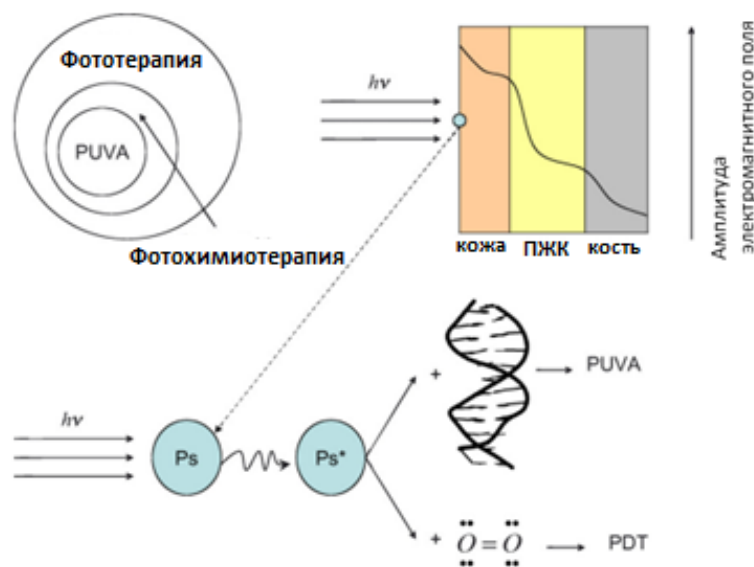 Фототерапия
hν
PUVA
Фотохимиотерапия
кожа ПЖК кость
Амплитуда
электромагнитного поля
hν
Ps
Ps*
+
PUVA
+ O=O
PDT